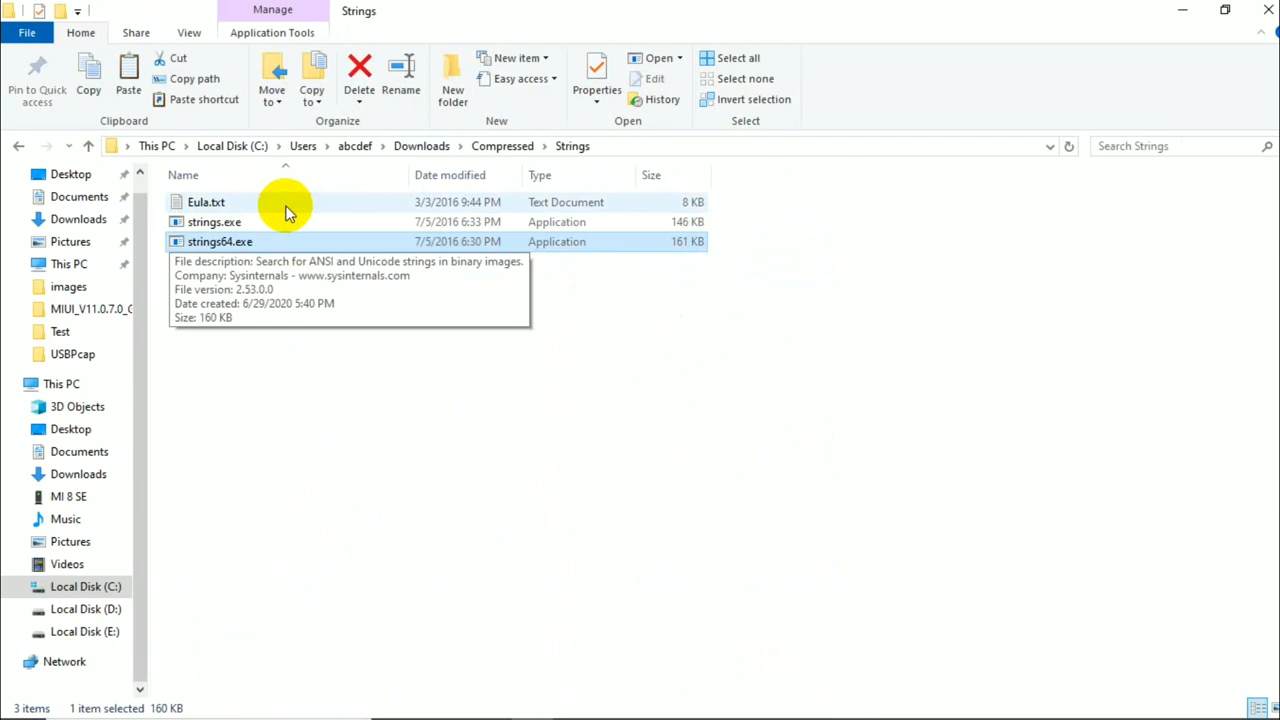 Manage
Strings
File
Home
Share
View
Application Tools
Pin to Quick
access
Copy
Paste
Cut
Copy path
Paste shortcut
Clipboard
Move
to
Copy
to
Delete
Rename
Organize
New
folder
New item
Easy access
New
Properties
Open
Edit
History
Open
Select all
Select none
Invert selection
Select
This PC
Local Disk (C:)
Users
abcdef
Downloads
Compressed
Strings
Search Strings
Desktop
Documents
Downloads
Pictures
This PC
images
MIUI_V11.0.7.0_G
Test
USBPcap
This PC
3D Objects
Desktop
Documents
Downloads
MI 8 SE
Music
Pictures
Videos
Local Disk (C:)
Local Disk (D:)
Local Disk (E:)
Network
Name Date modified Type Size
Eula.txt 3/3/2016 9:44 PM Text Document 8 KB
strings.exe 7/5/2016 6:33 PM Application 146 KB
strings64.exe 7/5/2016 6:30 PM Application 161 KB
File description: Search for ANSI and Unicode strings in binary images.
Company: Sysinternals - www.sysinternals.com
File version: 2.53.0.0
Date created: 6/29/2020 5:40 PM
Size: 160 KB
3 items 1 item selected 160 KB